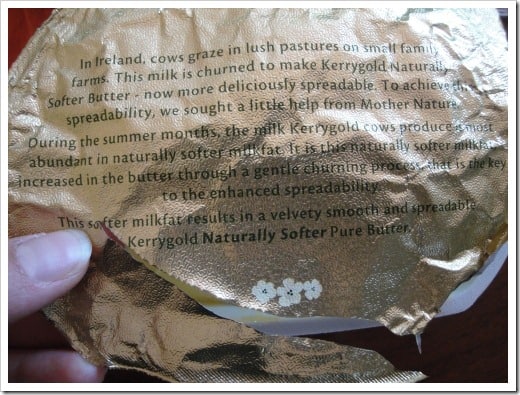 In Ireland, cows graze in lush pastures on small family
farms. This milk is churned to make Kerrygold Naturally
Softer Butter - now more deliciously spreadable. To achieve this
spreadability, we sought a little help from Mother Nature.
During the summer months, the milk Kerrygold cows produce is most
abundant in naturally softer milkfat. It is this naturally softer milkfat,
increased in the butter through a gentle churning process, that is the key
to the enhanced spreadability.
This softer milkfat results in a velvety smooth and spreadable
Kerrygold Naturally Softer Pure Butter.